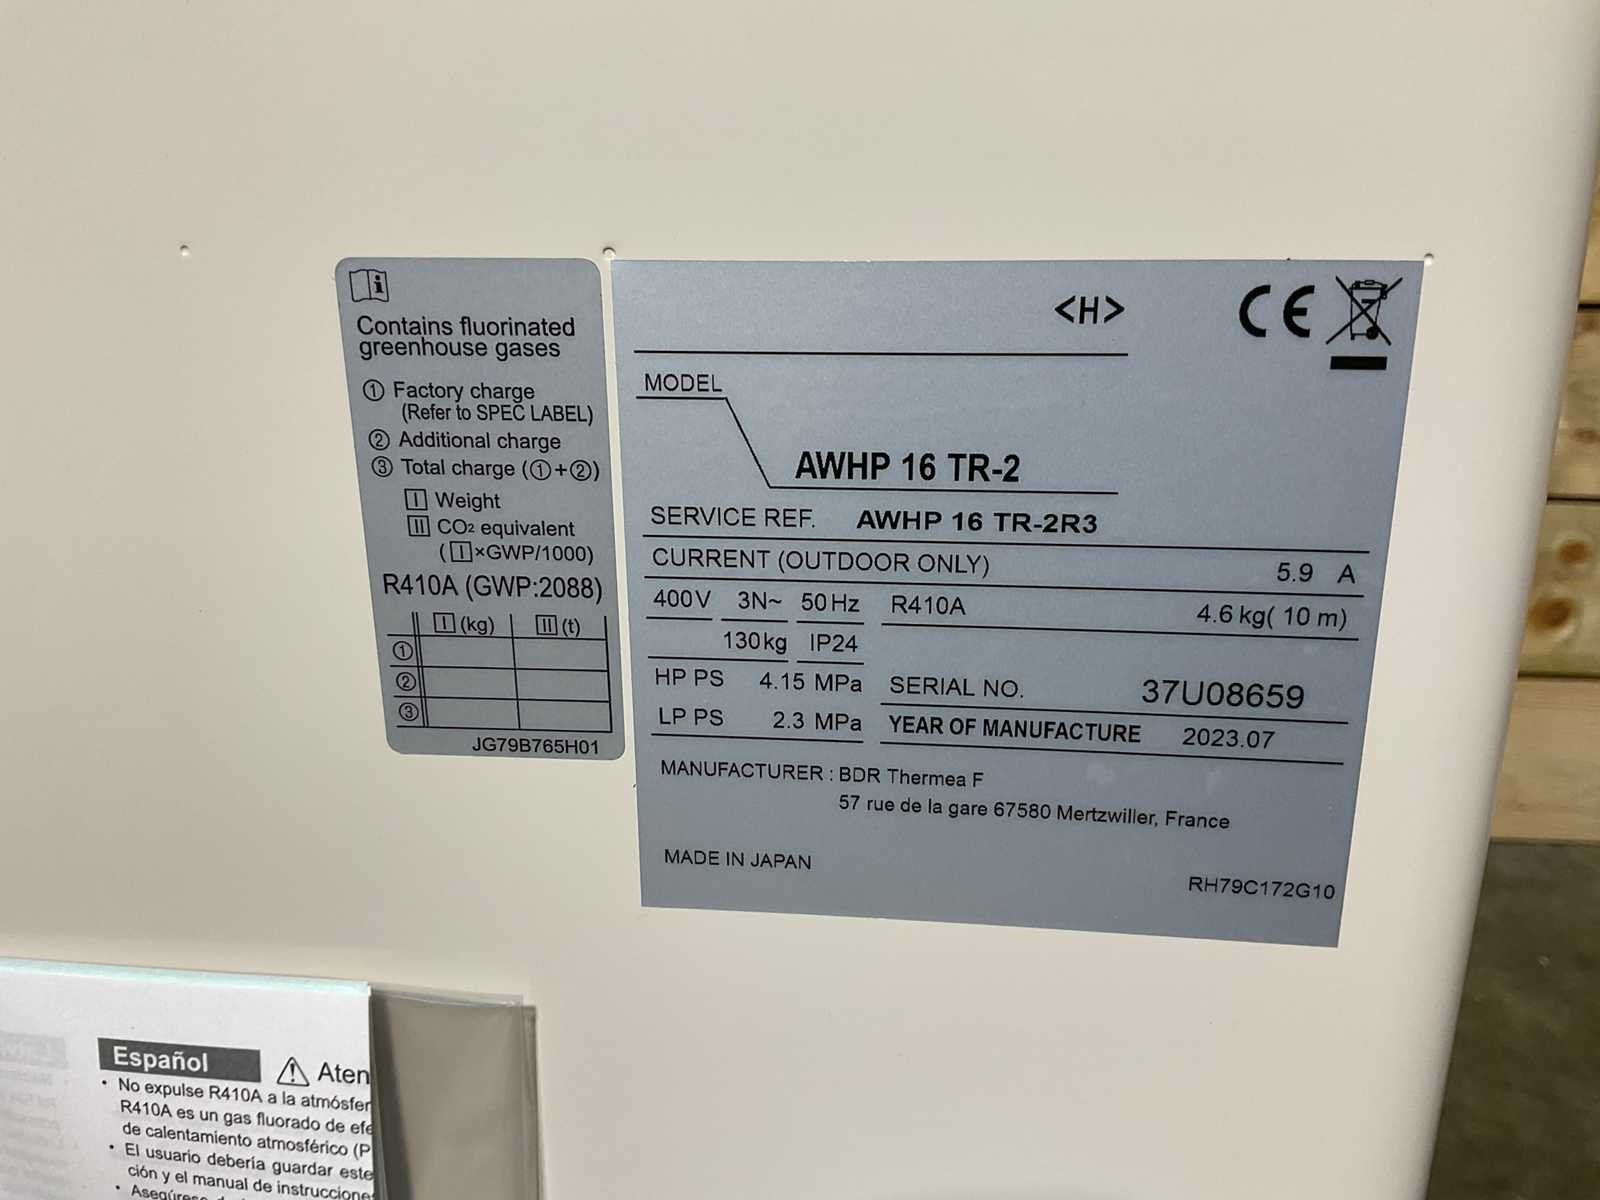 Contains fluorinated
greenhouse gases
① Factory charge
(Refer to SPEC LABEL)
② Additional charge
③ Total charge (①+②)
I Weight
II CO2 equivalent
(I×GWP/1000)
R410A (GWP:2088)
I (kg) II (t)
①
②
③
JG79B765H01
<H> CE
MODEL
AWHP 16 TR-2
SERVICE REF. AWHP 16 TR-2R3
CURRENT (OUTDOOR ONLY) 5.9 A
400V 3N~ 50Hz R410A 4.6 kg( 10 m)
130kg IP24
HP PS 4.15 MPa SERIAL NO. 37U08659
LP PS 2.3 MPa YEAR OF MANUFACTURE 2023.07
MANUFACTURER : BDR Thermea F
57 rue de la gare 67580 Mertzwiller, France
MADE IN JAPAN
RH79C172G10
Español Aten
• No expulse R410A a la atmósfer
R410A es un gas fluorado de efe
de calentamiento atmosférico (P
• El usuario debería guardar este
ción y el manual de instrucciones